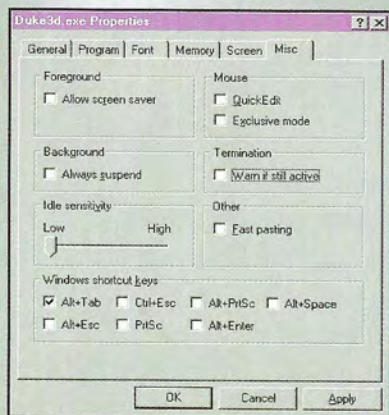 Duke3d.exe Properties
General Program Font Memory Screen Misc
Foreground
Allow screen saver
Mouse
QuickEdit
Exclusive mode
Background
Always suspend
Termination
Warn if still active
Idle sensitivity
Low High
Other
Fast pasting
Windows shortcut keys
Alt+Tab Ctrl+Esc Alt+PrtSc Alt+Space
Alt+Esc PrtSc Alt+Enter
OK Cancel Apply